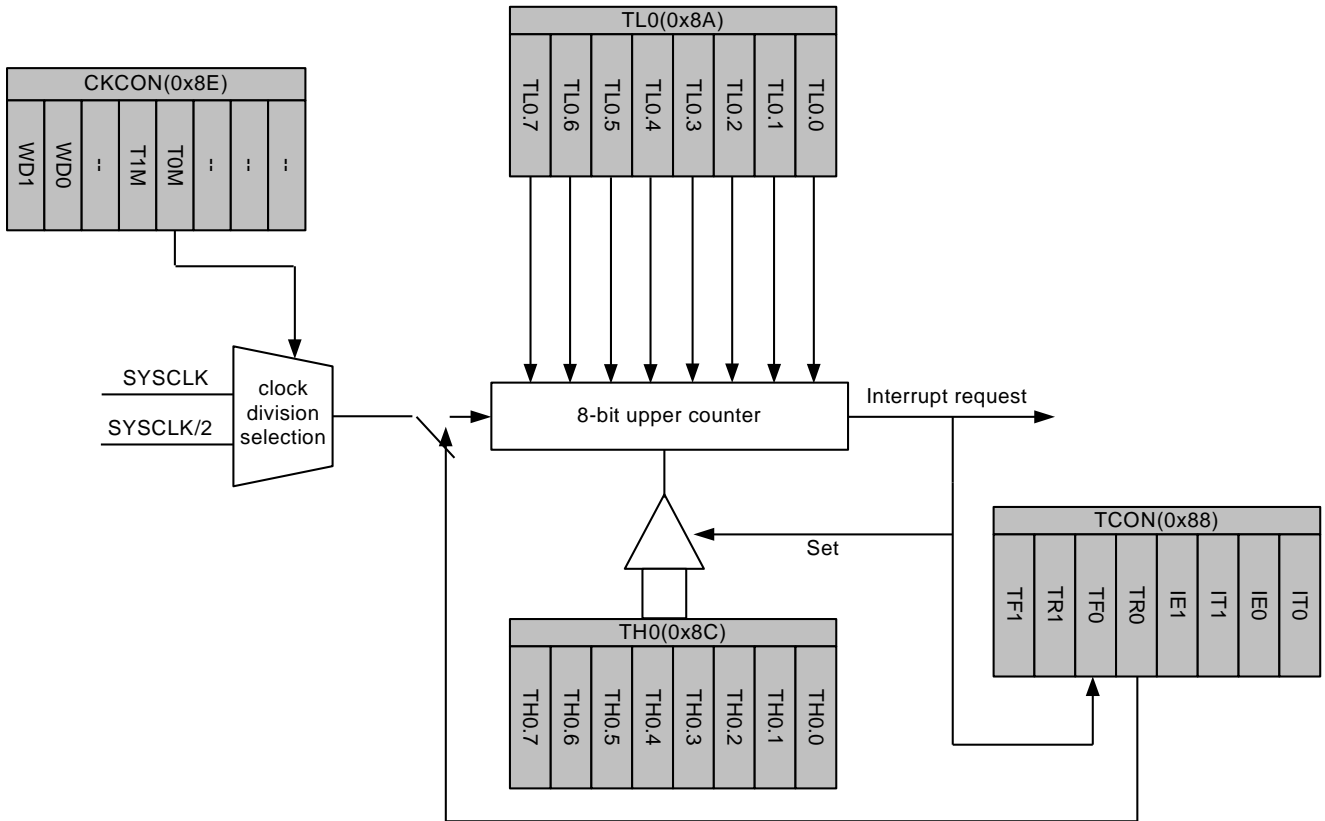 TL0(0x8A)
TL0.7
TL0.6
TL0.5
TL0.4
TL0.3
TL0.2
TL0.1
TL0.0
CKCON(0x8E)
WD1
WD0
--
T1M
T0M
--
--
--
SYSCLK
SYSCLK/2
clock
division
selection
8-bit upper counter
Interrupt request
Set
TCON(0x88)
TF1
TR1
TF0
TR0
IE1
IT1
IE0
IT0
TH0(0x8C)
TH0.7
TH0.6
TH0.5
TH0.4
TH0.3
TH0.2
TH0.1
TH0.0